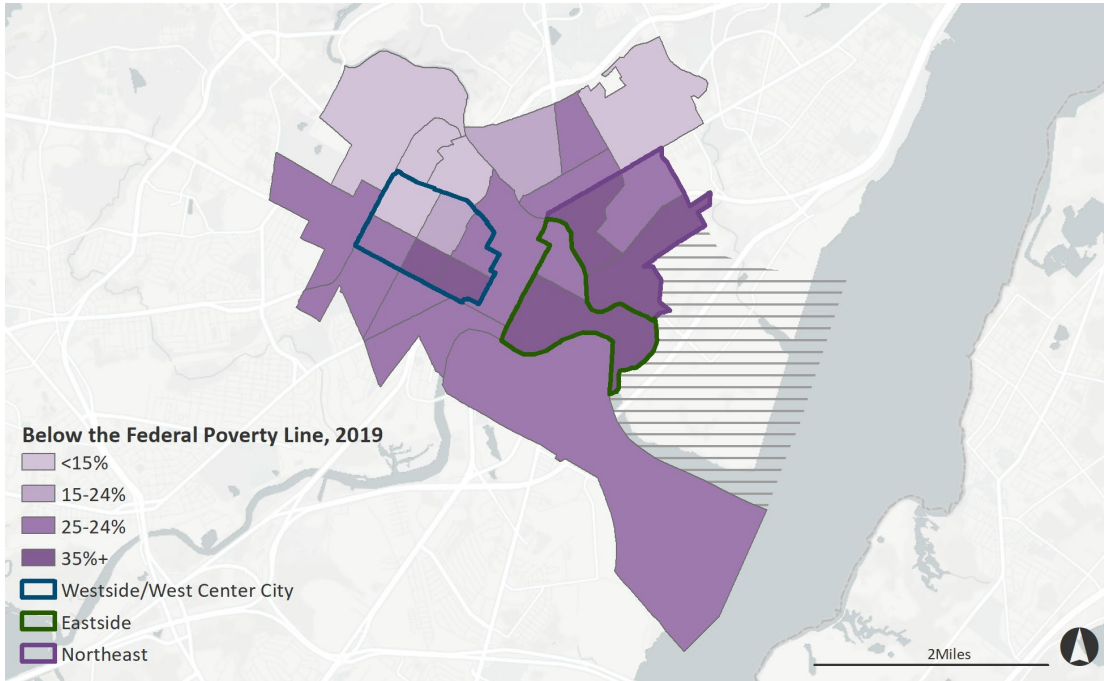 Below the Federal Poverty Line, 2019
<15%
15-24%
25-24%
35%+
Westside/West Center City
Eastside
Northeast
2Miles